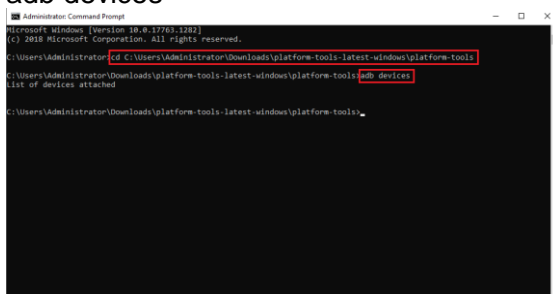 adb devices
Administrator: Command Prompt
Microsoft Windows [Version 10.0.17763.1282]
(c) 2018 Microsoft Corporation. All rights reserved.
C:\Users\Administrator>cd C:\Users\Administrator\Downloads\platform-tools-latest-windows\platform-tools
C:\Users\Administrator\Downloads\platform-tools-latest-windows\platform-tools>adb devices
List of devices attached
C:\Users\Administrator\Downloads\platform-tools-latest-windows\platform-tools>_